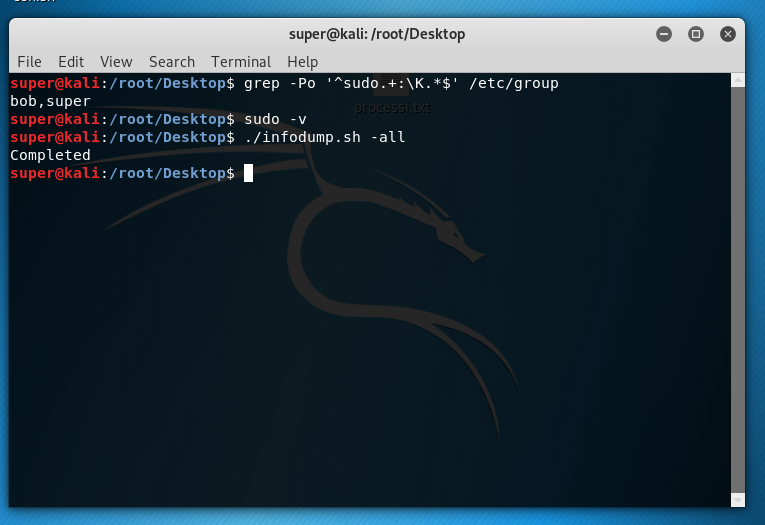 super@kali: /root/Desktop
File Edit View Search Terminal Help
super@kali:/root/Desktop$ grep -Po '^sudo.+:\K.*$' /etc/group
bob,super
processi.txt
super@kali:/root/Desktop$ sudo -v
super@kali:/root/Desktop$ ./infodump.sh -all
Completed
super@kali:/root/Desktop$